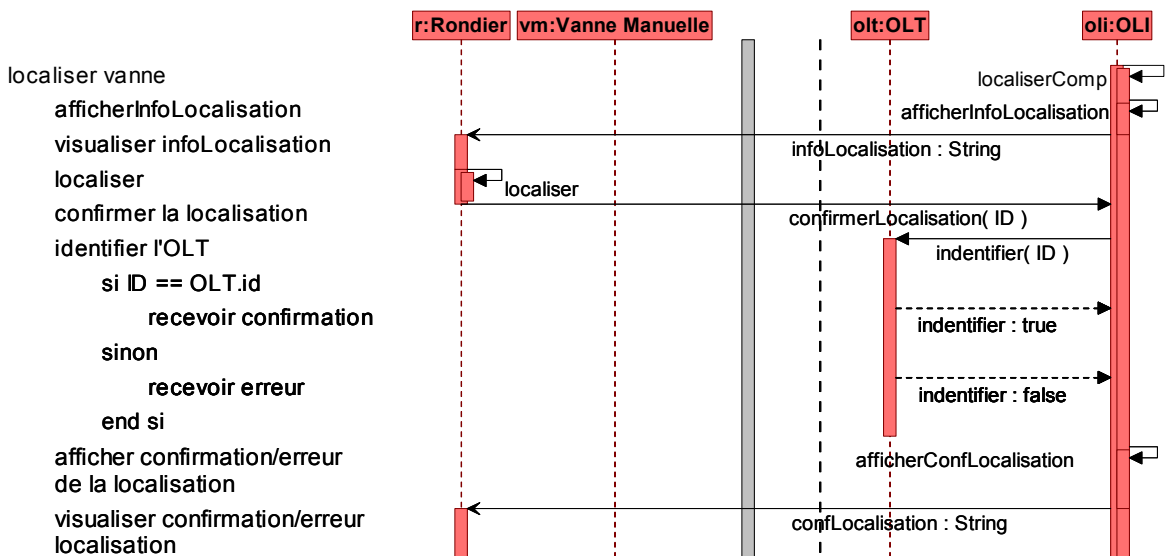 r:Rondier vm:Vanne Manuelle olt:OLT oli:OLI
localiser vanne localiserComp
afficherInfoLocalisation afficherInfoLocalisation
visualiser infoLocalisation infoLocalisation : String
localiser localiser
confirmer la localisation confirmerLocalisation( ID )
identifier l'OLT indentifier( ID )
si ID == OLT.id
recevoir confirmation indentifier : true
sinon
recevoir erreur indentifier : false
end si
afficher confirmation/erreur afficherConfLocalisation
de la localisation
visualiser confirmation/erreur confLocalisation : String
localisation